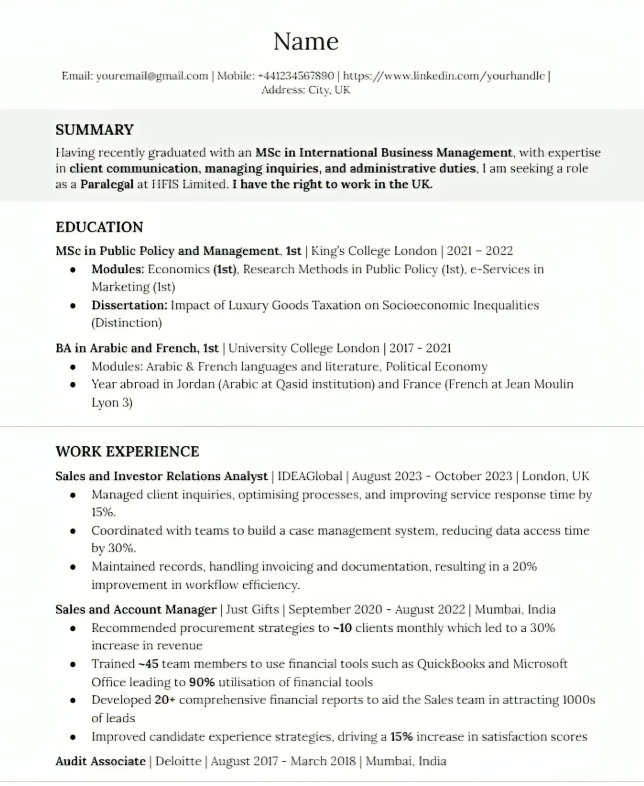 Name
Email: youremail@gmail.com | Mobile: +441234567890 | https://www.linkedin.com/yourhandle |
Address: City, UK
SUMMARY
Having recently graduated with an MSc in International Business Management, with expertise
in client communication, managing inquiries, and administrative duties, I am seeking a role
as a Paralegal at HFIS Limited. I have the right to work in the UK.
EDUCATION
MSc in Public Policy and Management, 1st | King's College London | 2021 – 2022
● Modules: Economics (1st), Research Methods in Public Policy (1st), e-Services in
Marketing (1st)
● Dissertation: Impact of Luxury Goods Taxation on Socioeconomic Inequalities
(Distinction)
BA in Arabic and French, 1st | University College London | 2017 - 2021
● Modules: Arabic & French languages and literature, Political Economy
● Year abroad in Jordan (Arabic at Qasid institution) and France (French at Jean Moulin
Lyon 3)
WORK EXPERIENCE
Sales and Investor Relations Analyst | IDEAGlobal | August 2023 - October 2023 | London, UK
● Managed client inquiries, optimising processes, and improving service response time by
15%.
● Coordinated with teams to build a case management system, reducing data access time
by 30%.
● Maintained records, handling invoicing and documentation, resulting in a 20%
improvement in workflow efficiency.
Sales and Account Manager | Just Gifts | September 2020 - August 2022 | Mumbai, India
● Recommended procurement strategies to ~10 clients monthly which led to a 30%
increase in revenue
● Trained ~45 team members to use financial tools such as QuickBooks and Microsoft
Office leading to 90% utilisation of financial tools
● Developed 20+ comprehensive financial reports to aid the Sales team in attracting 1000s
of leads
● Improved candidate experience strategies, driving a 15% increase in satisfaction scores
Audit Associate | Deloitte | August 2017 - March 2018 | Mumbai, India